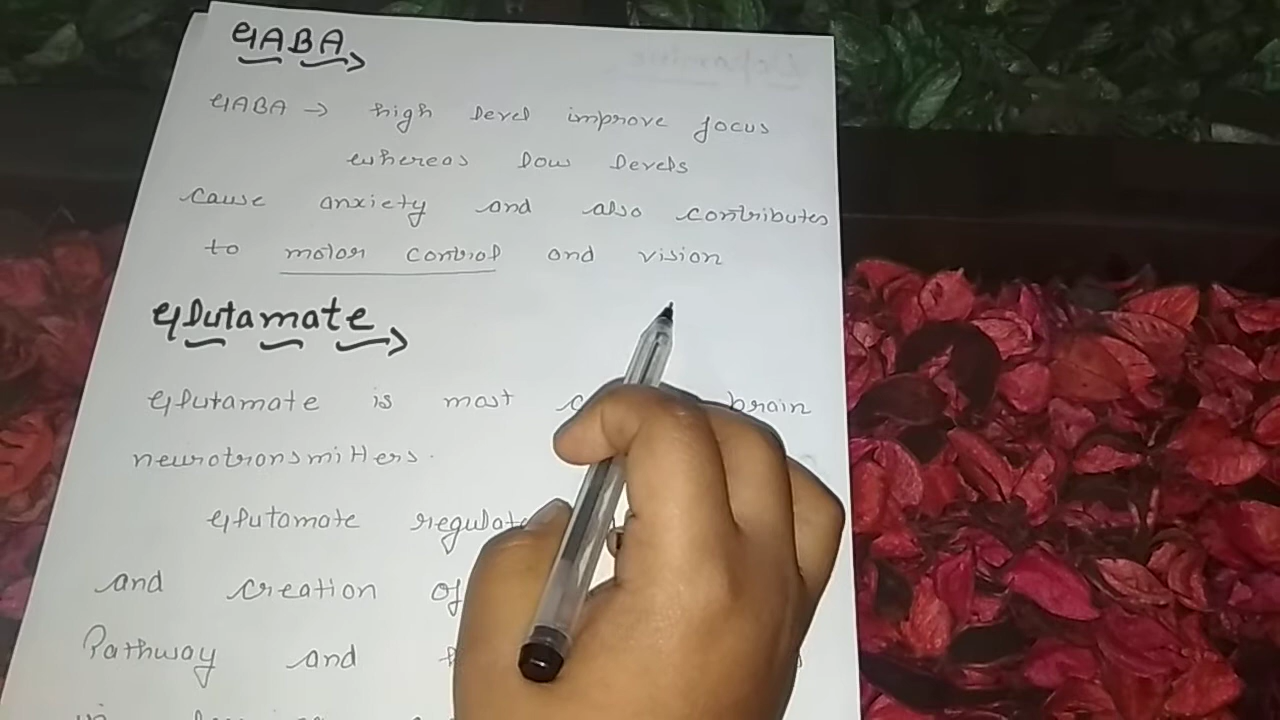 GABA
GABA → high level improve focus
whereas low levels
cause anxiety and also contributes
to motor control and vision
Glutamate
Glutamate is most brain
neurotransmitters.
Glutamate
and creation of
Pathway and
in